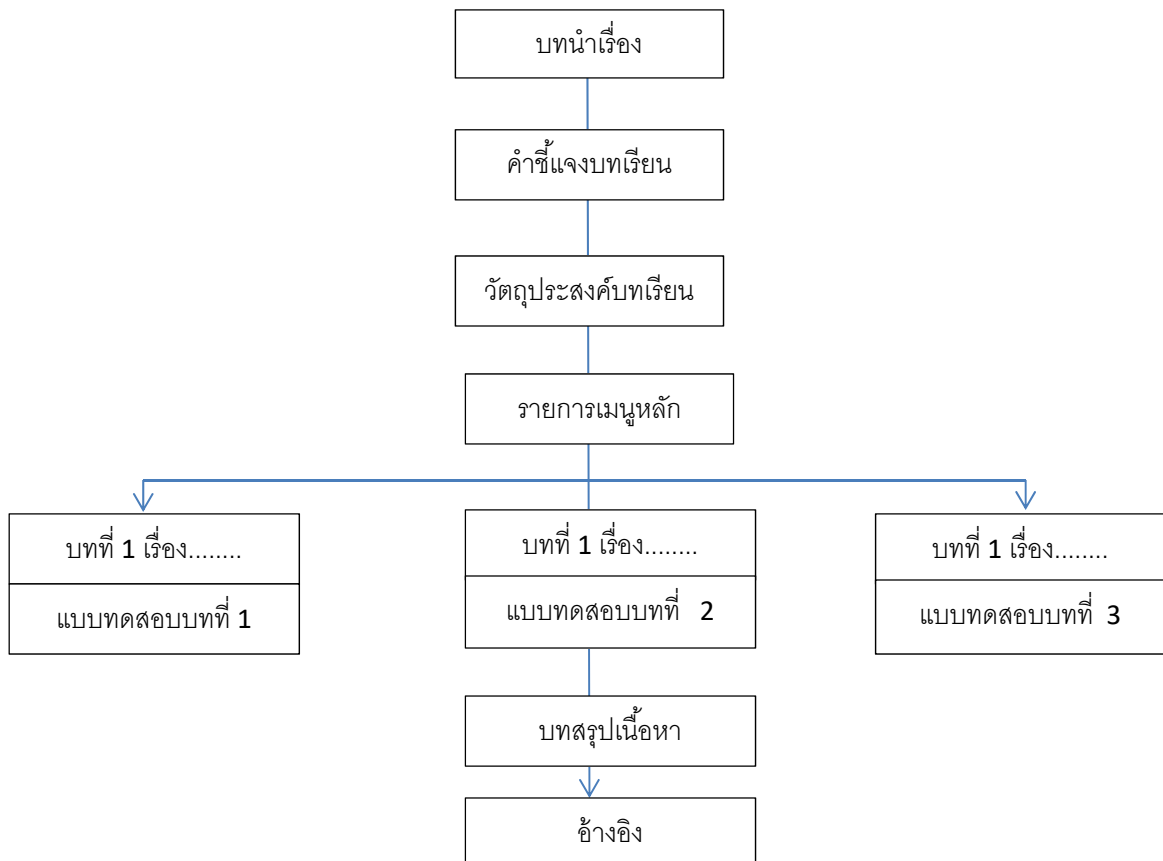 บทนำเรื่อง
คำชี้แจงบทเรียน
วัตถุประสงค์บทเรียน
รายการเมนูหลัก
บทที่ 1 เรื่อง........
แบบทดสอบบทที่ 1
บทที่ 1 เรื่อง........
แบบทดสอบบทที่ 2
บทที่ 1 เรื่อง........
แบบทดสอบบทที่ 3
บทสรุปเนื้อหา
อ้างอิง